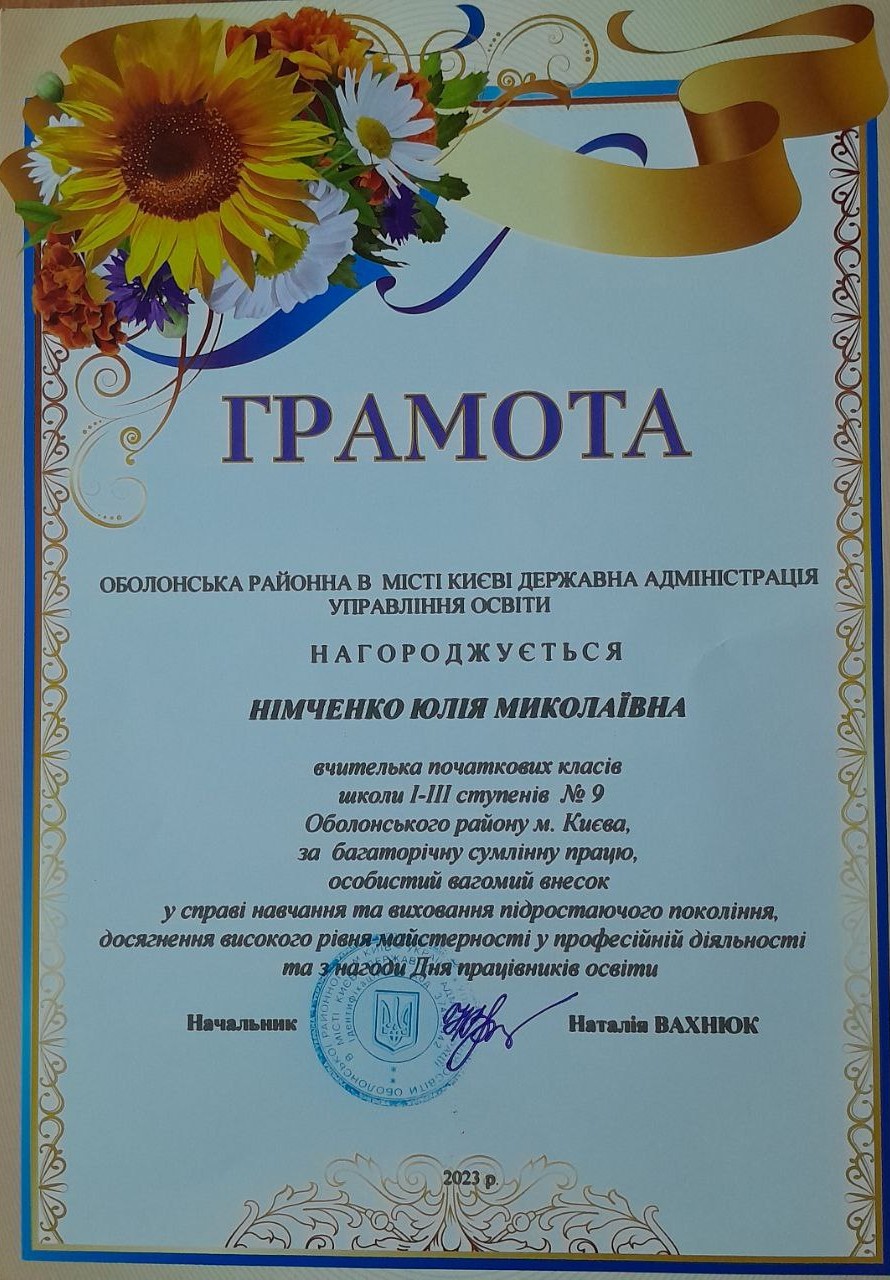 ГРАМОТА
ОБОЛОНСЬКА РАЙОННА В МІСТІ КИЄВІ ДЕРЖАВНА АДМІНІСТРАЦІЯ
УПРАВЛІННЯ ОСВІТИ
НАГОРОДЖУЄТЬСЯ
НІМЧЕНКО ЮЛІЯ МИКОЛАЇВНА
вчителька початкових класів
школи І-ІІІ ступенів № 9
Оболонського району м. Києва,
за багаторічну сумлінну працю,
особистий вагомий внесок
у справі навчання та виховання підростаючого покоління,
досягнення високого рівня майстерності у професійній діяльності
та з нагоди Дня працівників освіти
Начальник Наталія ВАХНЮК
2023 р.